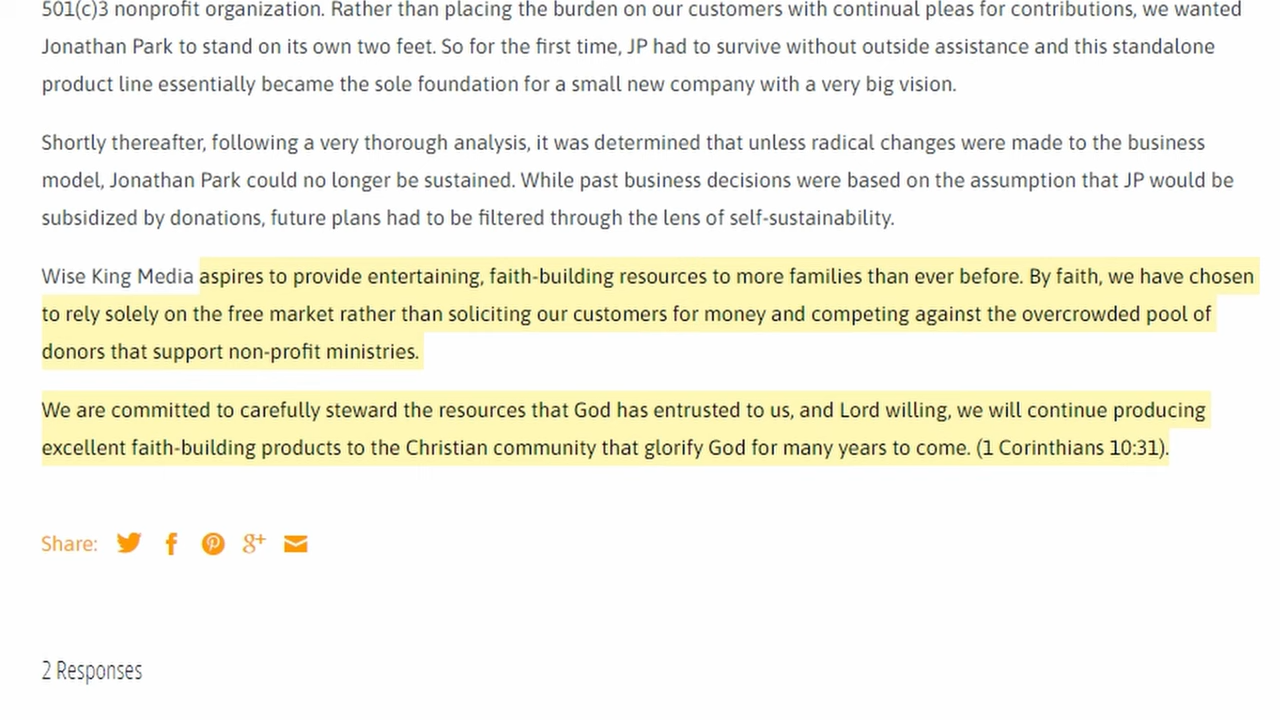 501(c)3 nonprofit organization. Rather than placing the burden on our customers with continual pleas for contributions, we wanted
Jonathan Park to stand on its own two feet. So for the first time, JP had to survive without outside assistance and this standalone
product line essentially became the sole foundation for a small new company with a very big vision.
Shortly thereafter, following a very thorough analysis, it was determined that unless radical changes were made to the business
model, Jonathan Park could no longer be sustained. While past business decisions were based on the assumption that JP would be
subsidized by donations, future plans had to be filtered through the lens of self-sustainability.
Wise King Media aspires to provide entertaining, faith-building resources to more families than ever before. By faith, we have chosen
to rely solely on the free market rather than soliciting our customers for money and competing against the overcrowded pool of
donors that support non-profit ministries.
We are committed to carefully steward the resources that God has entrusted to us, and Lord willing, we will continue producing
excellent faith-building products to the Christian community that glorify God for many years to come. (1 Corinthians 10:31).
Share:
2 Responses